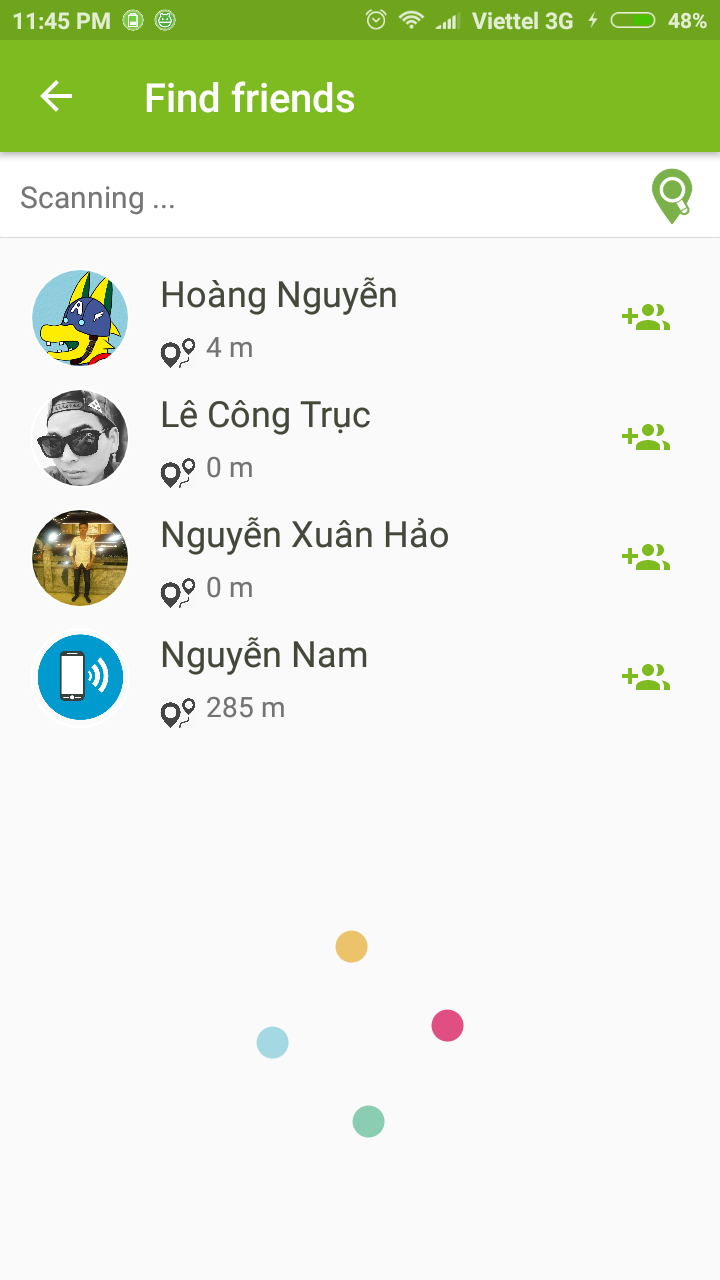 11:45 PM Viettel 3G 48%
Find friends
Scanning ...
Hoàng Nguyễn
4 m
Lê Công Trục
0 m
Nguyễn Xuân Hảo
0 m
Nguyễn Nam
285 m